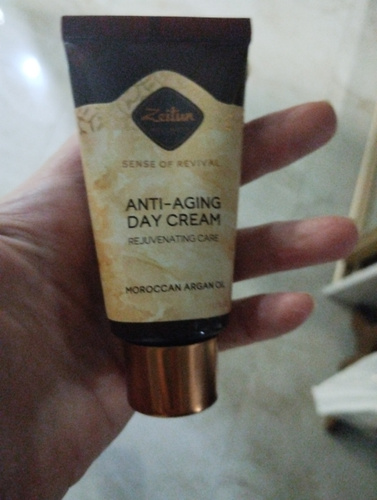 Zeitun
SENSE OF REVIVAL
ANTI-AGING
DAY CREAM
REJUVENATING CARE
MOROCCAN ARGAN OIL